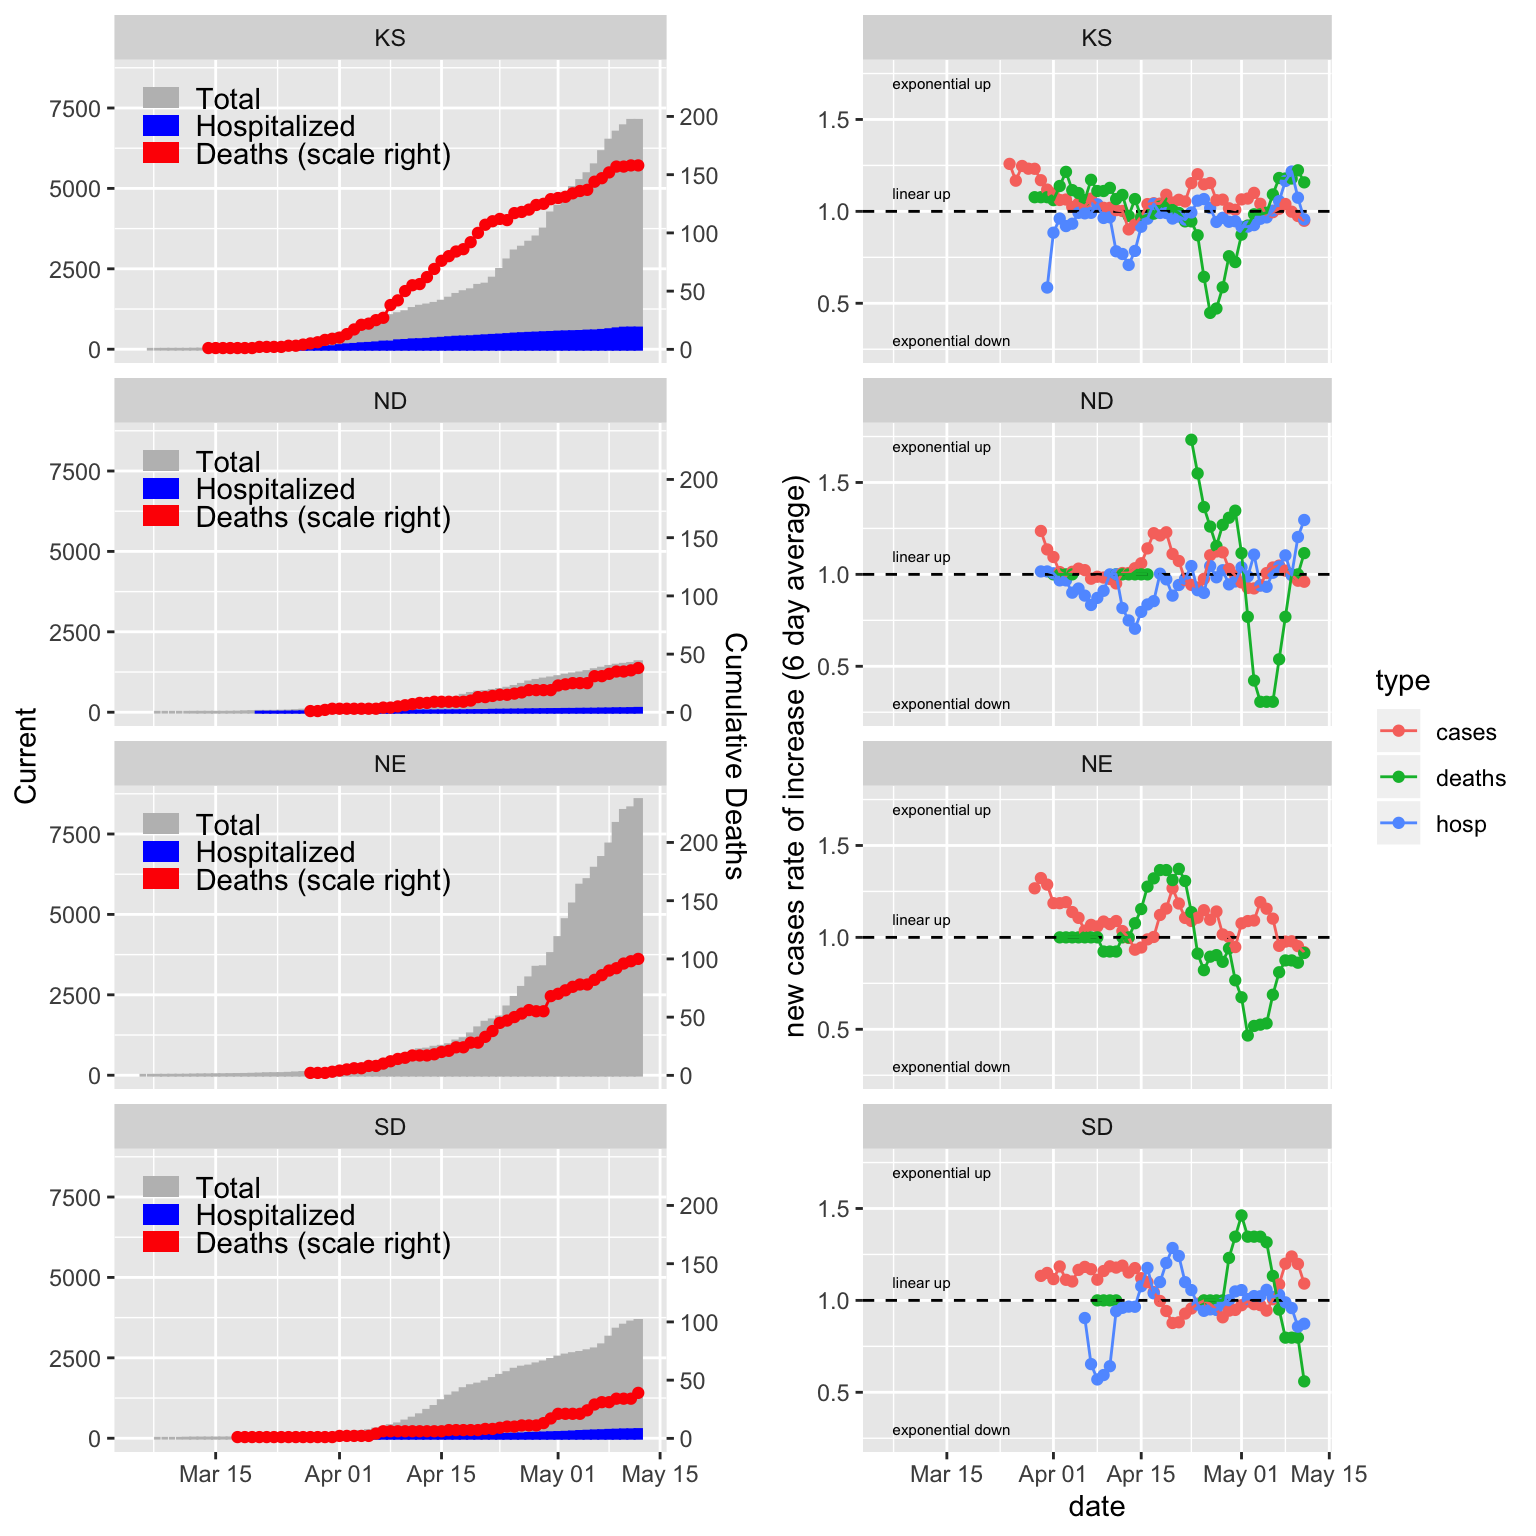 KS
Total
Hospitalized
Deaths (scale right)
7500
5000
2500
0
200
150
100
50
0
ND
Total
Hospitalized
Deaths (scale right)
7500
5000
2500
0
200
150
100
50
0
NE
Total
Hospitalized
Deaths (scale right)
7500
5000
2500
0
200
150
100
50
0
SD
Total
Hospitalized
Deaths (scale right)
7500
5000
2500
0
200
150
100
50
0
Mar 15 Apr 01 Apr 15 May 01 May 15
Current
Cumulative Deaths
KS
exponential up
linear up
exponential down
1.5
1.0
0.5
ND
exponential up
linear up
exponential down
1.5
1.0
0.5
NE
exponential up
linear up
exponential down
1.5
1.0
0.5
SD
exponential up
linear up
exponential down
1.5
1.0
0.5
Mar 15 Apr 01 Apr 15 May 01 May 15
date
new cases rate of increase (6 day average)
type
cases
deaths
hosp